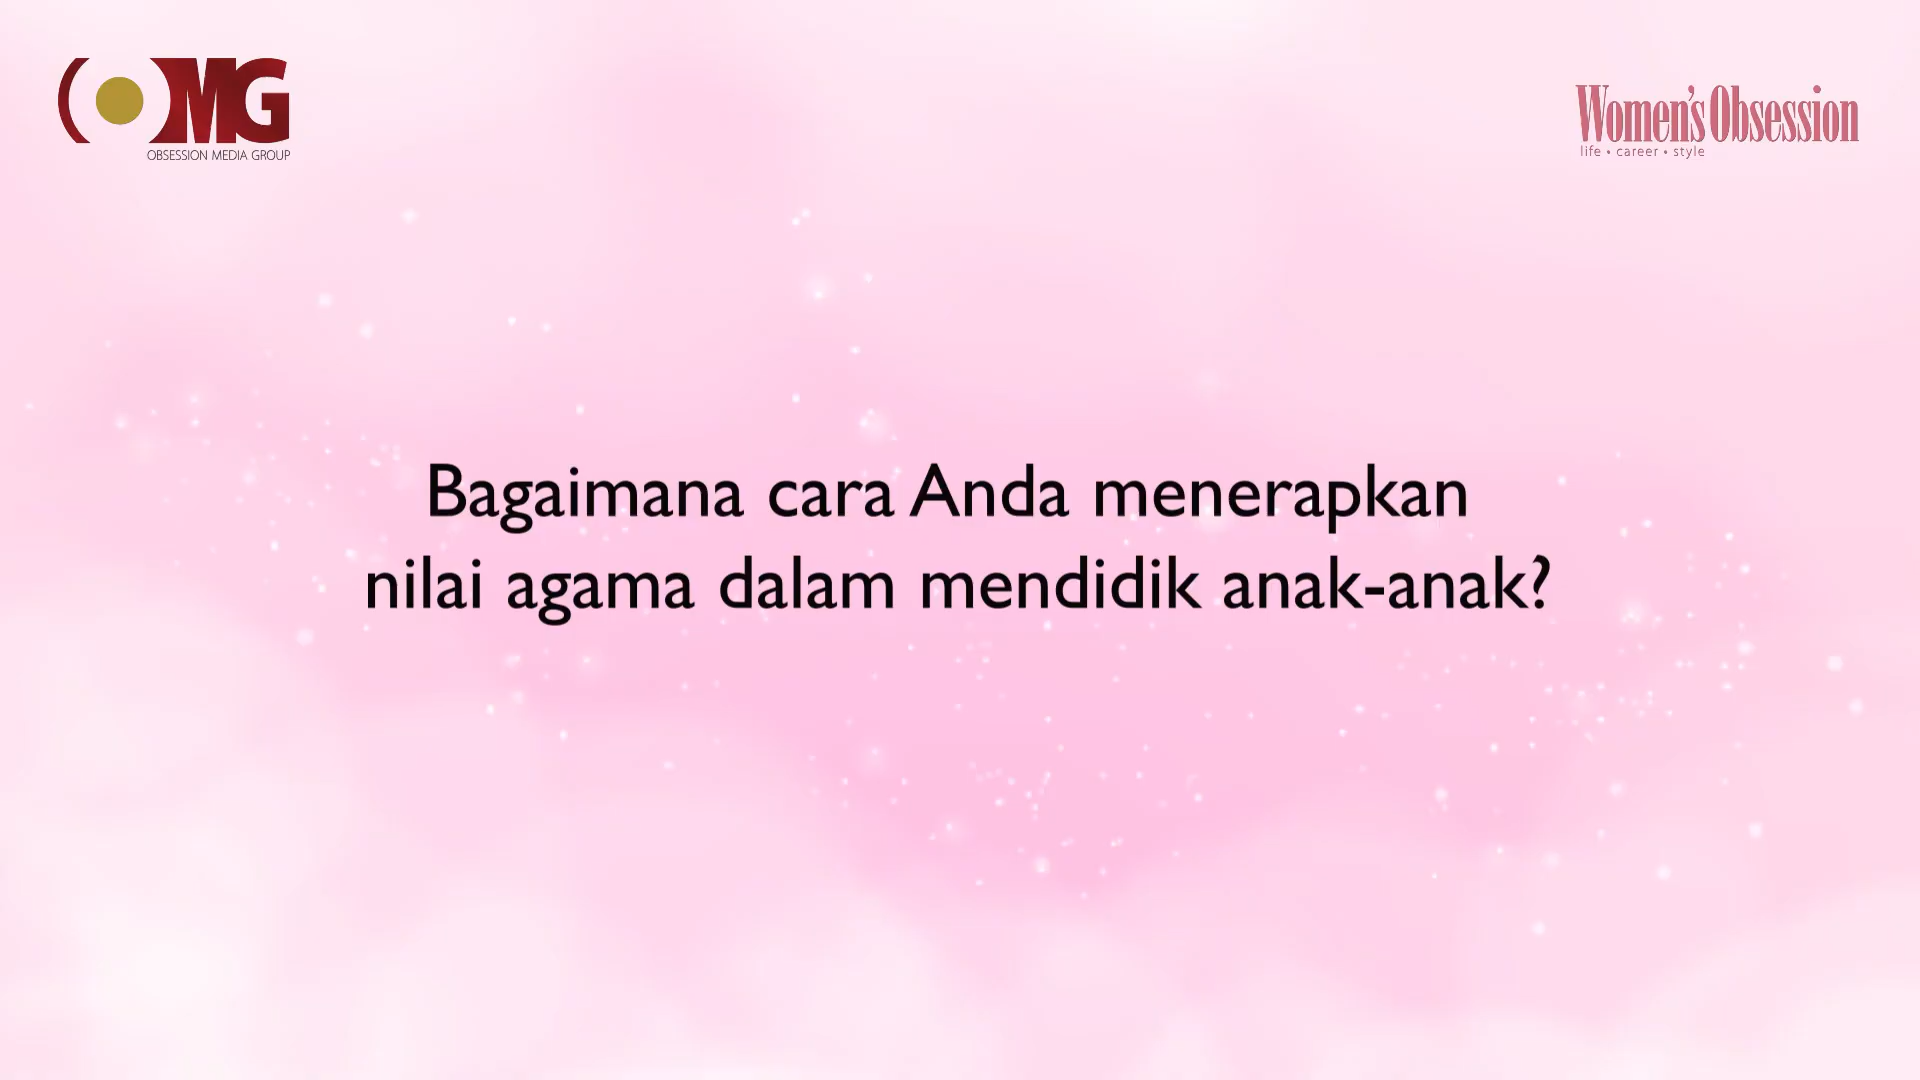 OMG
OBSESSION MEDIA GROUP
Women's Obsession
life • career • style
Bagaimana cara Anda menerapkan
nilai agama dalam mendidik anak-anak?